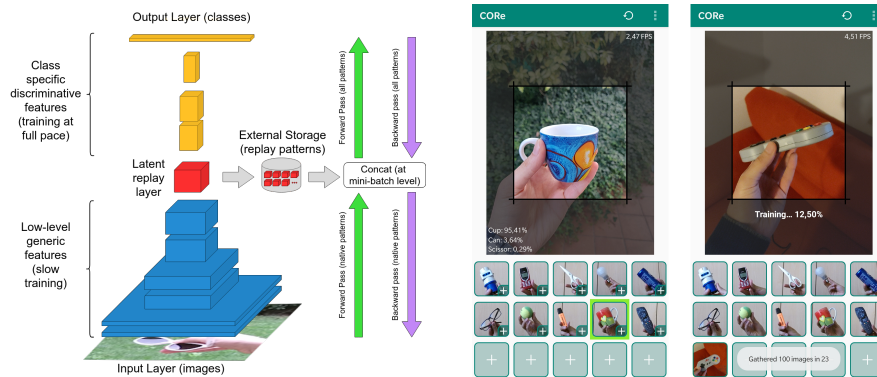 Output Layer (classes)
Class
specific
discriminative
features
(training at
full pace)
Latent
replay
layer
External Storage
(replay patterns)
Low-level
generic
features
(slow
training)
Input Layer (images)
Forward Pass (all patterns)
Backward pass (all patterns)
Concat (at
mini-batch level)
Forward Pass (native patterns)
Backward pass (native patterns)
CORe
2,47 FPS
Cup: 95,41%
Can: 3,64%
Scissor: 0,29%
CORe
4,51 FPS
Training... 12,50%
Gathered 100 images in 23